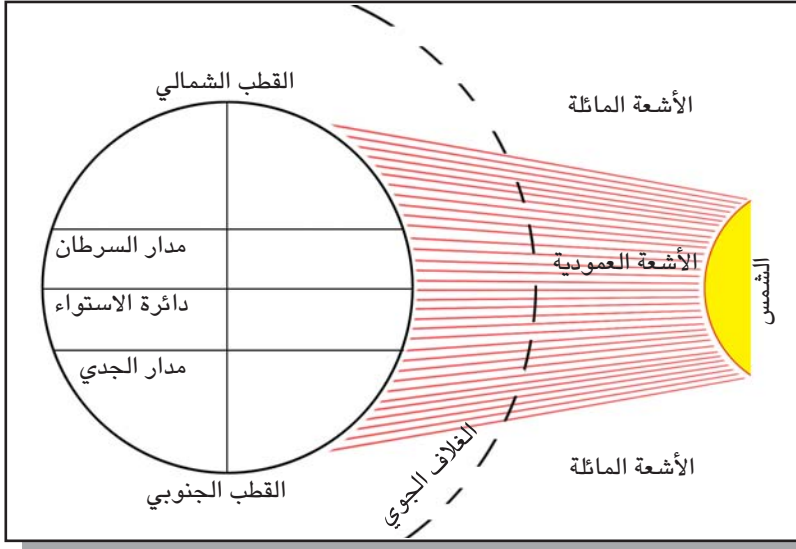 القطب الشمالي
الأشعة المائلة
مدار السرطان
الأشعة العمودية
الشمس
دائرة الاستواء
مدار الجدي
الغلاف الجوي
الأشعة المائلة
القطب الجنوبي